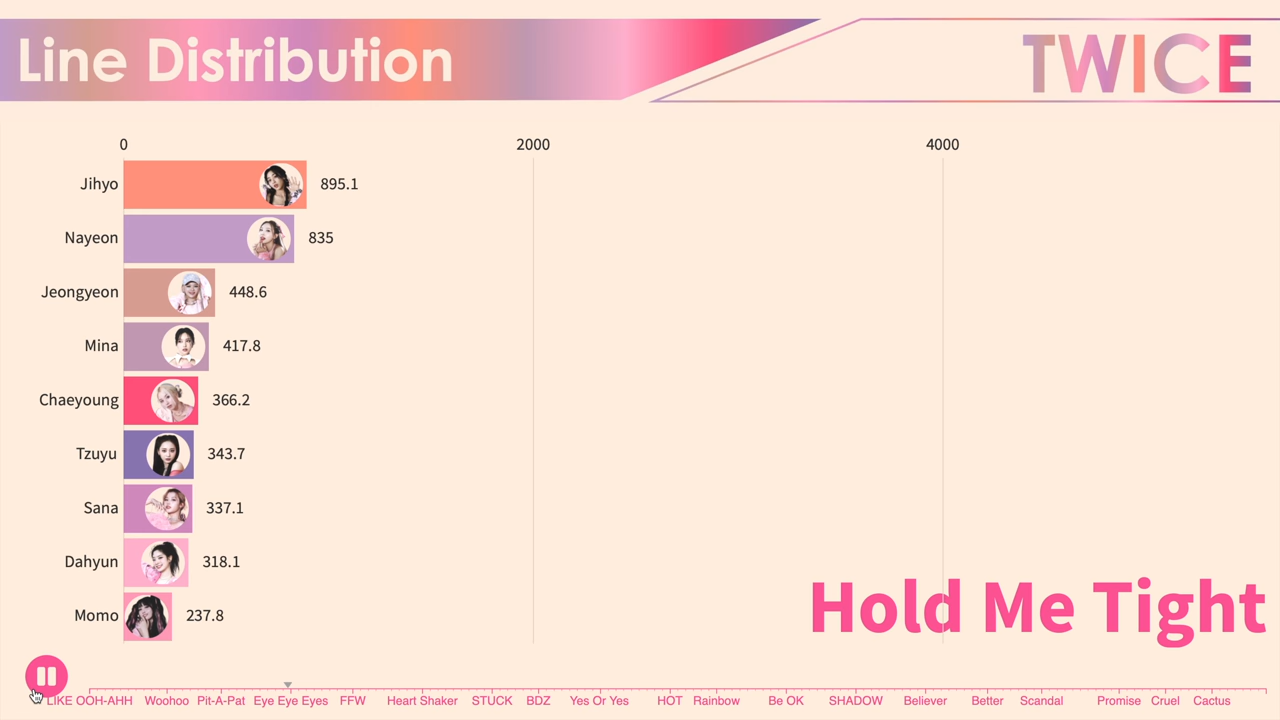 Line Distribution
TWICE
0 2000 4000
Jihyo 895.1
Nayeon 835
Jeongyeon 448.6
Mina 417.8
Chaeyoung 366.2
Tzuyu 343.7
Sana 337.1
Dahyun 318.1
Momo 237.8
Hold Me Tight
LIKE OOH-AHH Woohoo Pit-A-Pat Eye Eye Eyes FFW Heart Shaker STUCK BDZ Yes Or Yes HOT Rainbow Be OK SHADOW Believer Better Scandal Promise Cruel Cactus